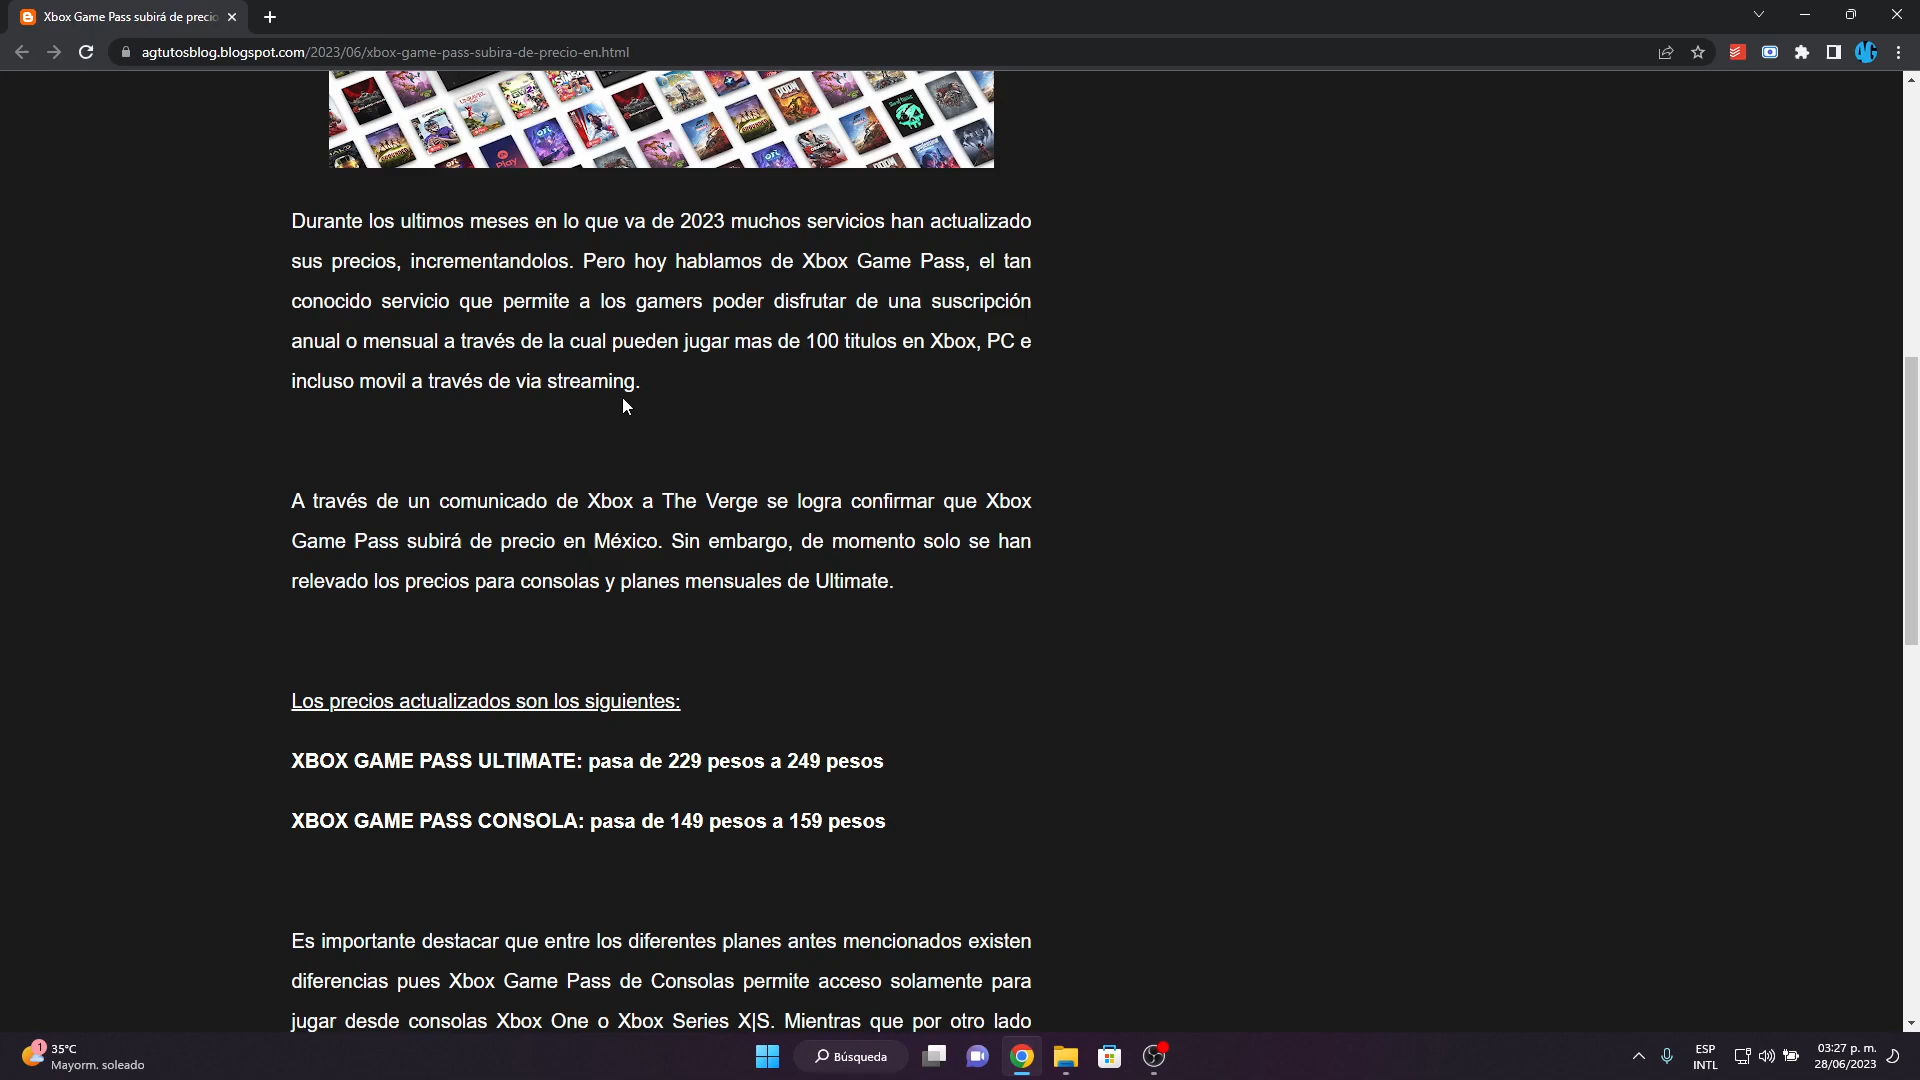 Xbox Game Pass subirá de precio
agtutosblog.blogspot.com/2023/06/xbox-game-pass-subira-de-precio-en.html
Durante los ultimos meses en lo que va de 2023 muchos servicios han actualizado
sus precios, incrementandolos. Pero hoy hablamos de Xbox Game Pass, el tan
conocido servicio que permite a los gamers poder disfrutar de una suscripción
anual o mensual a través de la cual pueden jugar mas de 100 titulos en Xbox, PC e
incluso movil a través de via streaming.
A través de un comunicado de Xbox a The Verge se logra confirmar que Xbox
Game Pass subirá de precio en México. Sin embargo, de momento solo se han
relevado los precios para consolas y planes mensuales de Ultimate.
Los precios actualizados son los siguientes:
XBOX GAME PASS ULTIMATE: pasa de 229 pesos a 249 pesos
XBOX GAME PASS CONSOLA: pasa de 149 pesos a 159 pesos
Es importante destacar que entre los diferentes planes antes mencionados existen
diferencias pues Xbox Game Pass de Consolas permite acceso solamente para
jugar desde consolas Xbox One o Xbox Series X|S. Mientras que por otro lado
1
35°C
Mayorm. soleado
Búsqueda
ESP
INTL
03:27 p. m.
28/06/2023